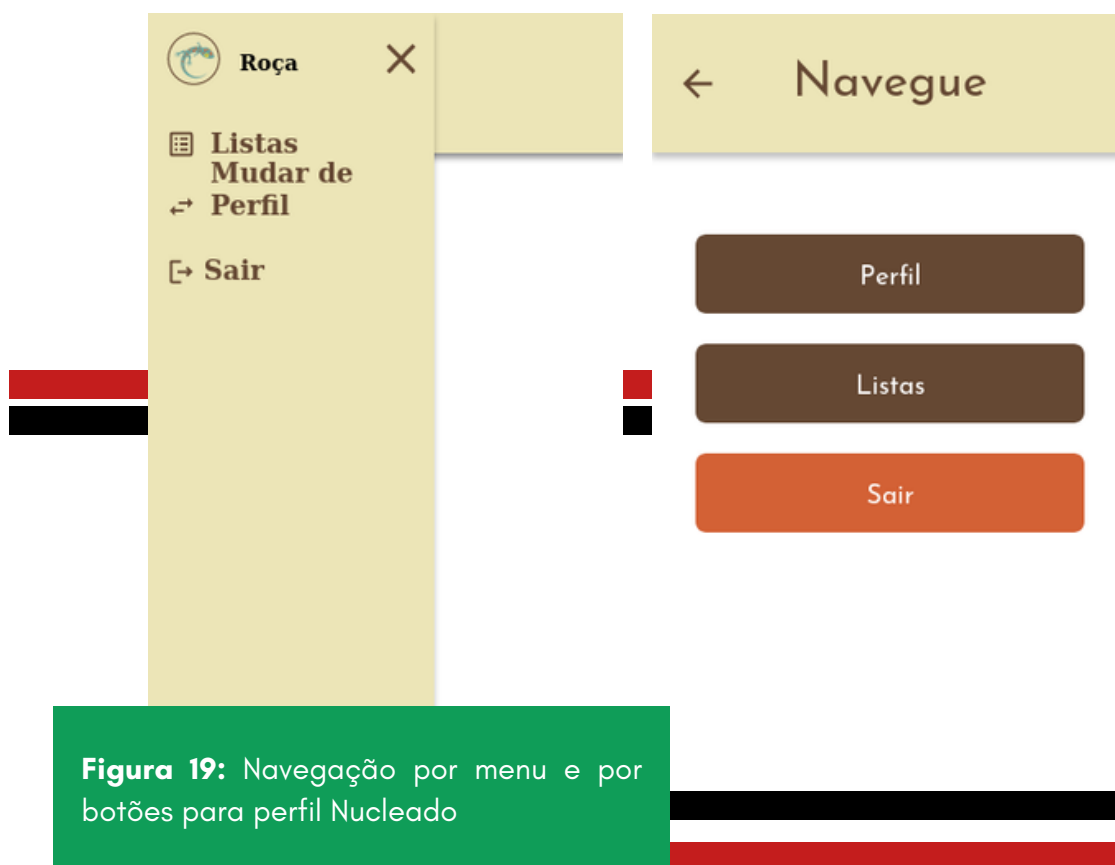 Roça
Listas
Mudar de
Perfil
Sair
Navegue
Perfil
Listas
Sair
Figura 19: Navegação por menu e por
botões para perfil Nucleado